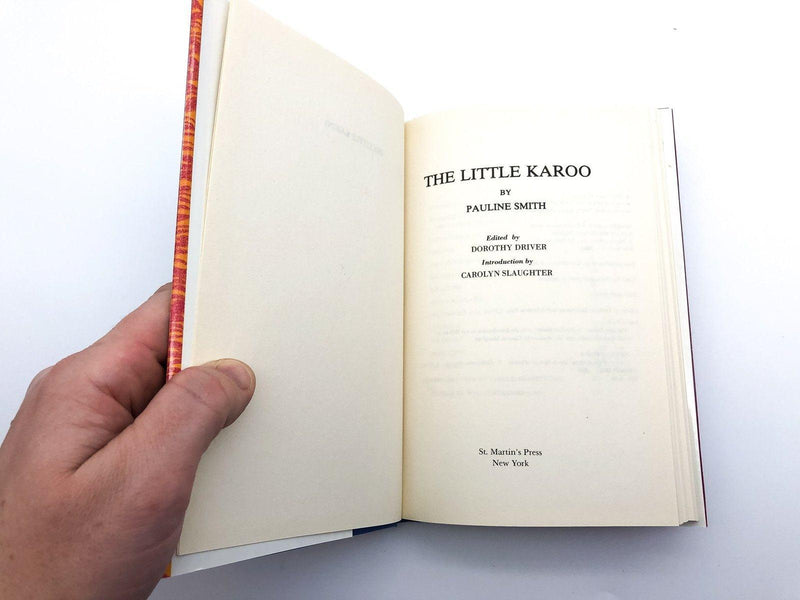 THE LITTLE KAROO
BY
PAULINE SMITH
Edited by
DOROTHY DRIVER
Introduction by
CAROLYN SLAUGHTER
St. Martin's Press
New York